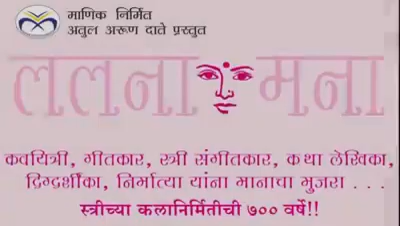 माणिक निर्मित
अतुल अरूण दाते प्रस्तुत
ललना मना
कवयित्री, गीतकार, स्त्री संगीतकार, कथा लेखिका,
दिग्दर्शीका, निर्मात्या यांना मानाचा मुजरा . . .
स्त्रीच्या कलानिर्मितीची ७०० वर्षे!!